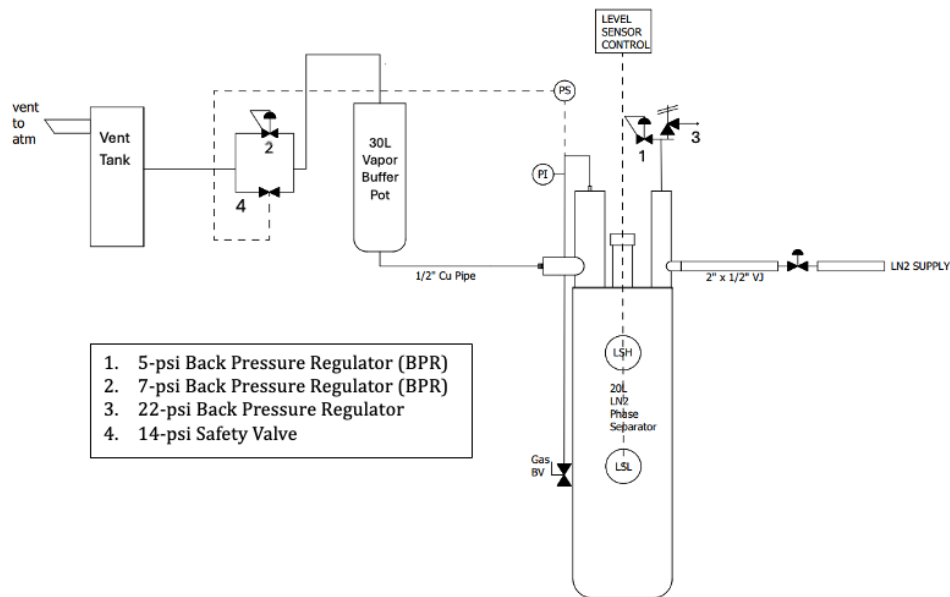 LEVEL
SENSOR
CONTROL
vent
to
atm
Vent
Tank
2
4
30L
Vapor
Buffer
Pot
PS
PI
1
3
1/2" Cu Pipe
2" x 1/2" VJ
LN2 SUPPLY
LSH
20L
LN2
Phase
Separator
LSL
Gas
BV
1. 5-psi Back Pressure Regulator (BPR)
2. 7-psi Back Pressure Regulator (BPR)
3. 22-psi Back Pressure Regulator
4. 14-psi Safety Valve